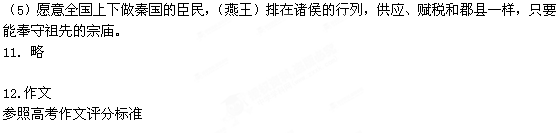 （5）愿意全国上下做秦国的臣民，（燕王）排在诸侯的行列，供应、赋税和郡县一样，只要
能奉守祖先的宗庙。
11. 略
12.作文
参照高考作文评分标准